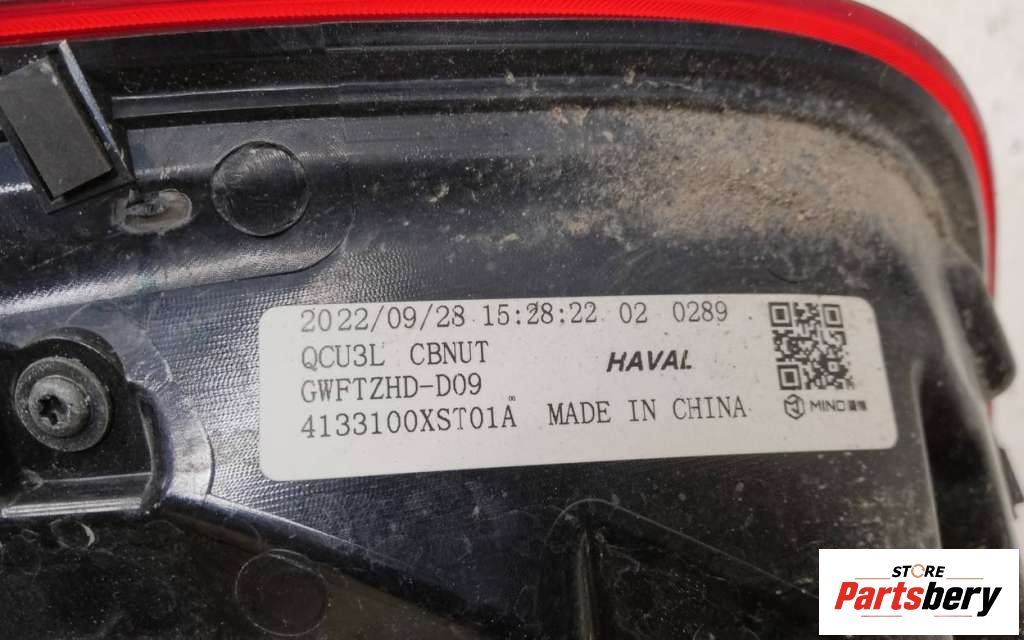 2022/09/28 15:28:22 02 0289
QCU3L CBNUT
HAVAL
GWFTZHD-D09
4133100XST01A MADE IN CHINA
MIND
STORE
Partsbery